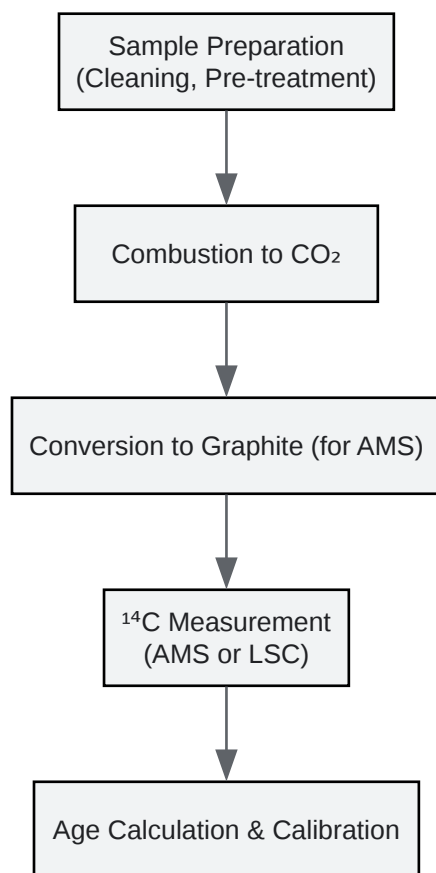 Sample Preparation
(Cleaning, Pre-treatment)
Combustion to CO₂
Conversion to Graphite (for AMS)
¹⁴C Measurement
(AMS or LSC)
Age Calculation & Calibration